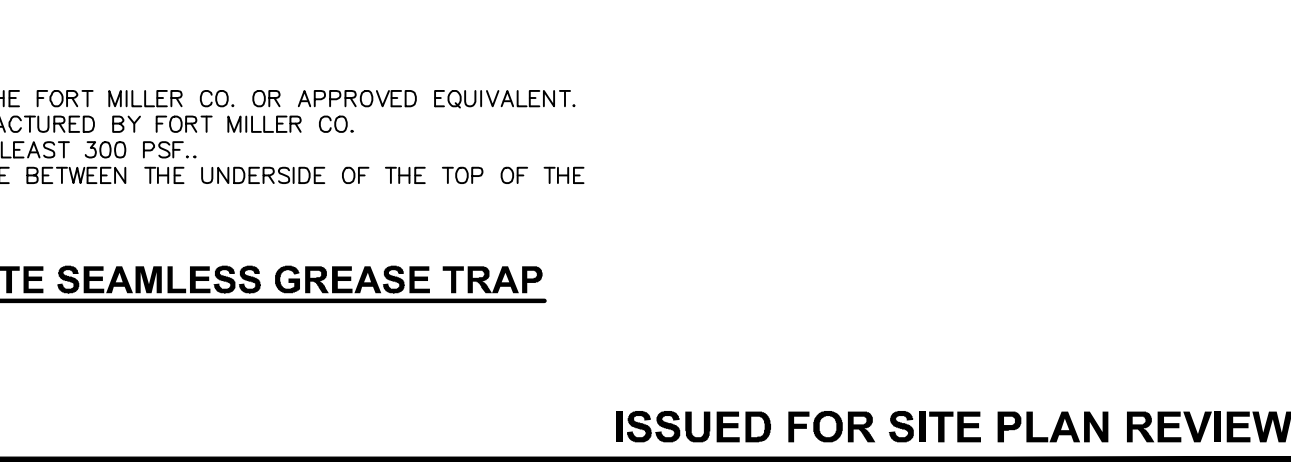 HE FORT MILLER CO. OR APPROVED EQUIVALENT.
ACTURED BY FORT MILLER CO.
LEAST 300 PSF..
E BETWEEN THE UNDERSIDE OF THE TOP OF THE
TE SEAMLESS GREASE TRAP
ISSUED FOR SITE PLAN REVIEW